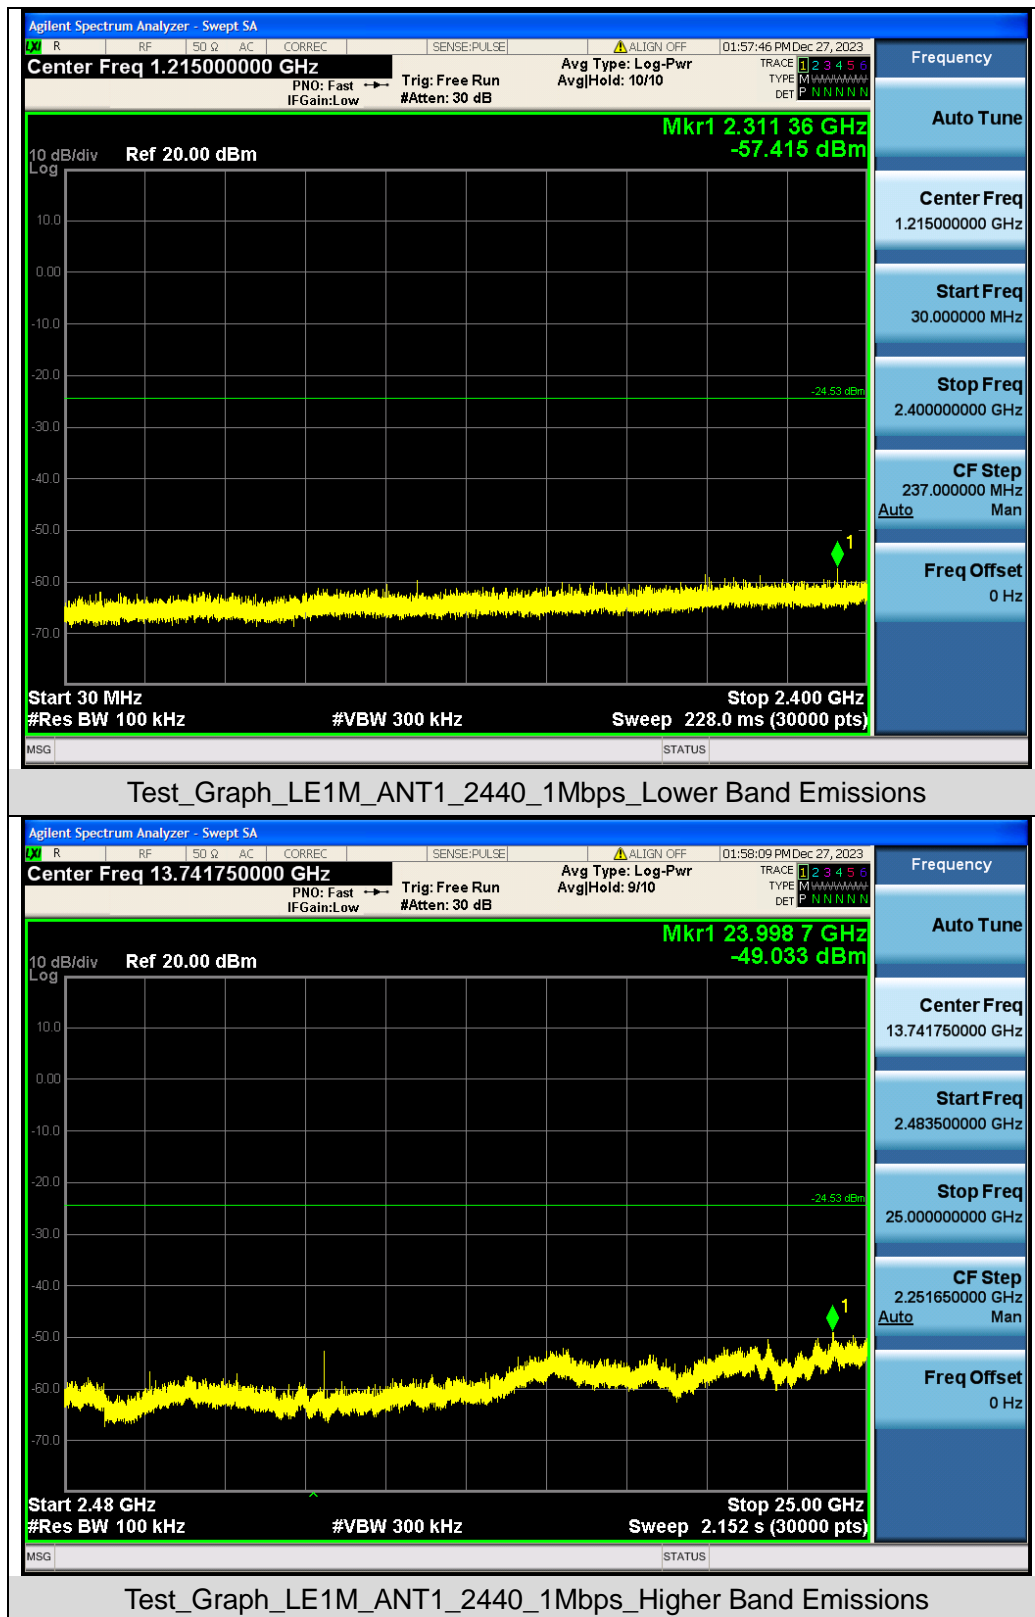 Agilent Spectrum Analyzer - Swept SA
LXI R RF 50 Ω AC CORREC SENSE:PULSE ALIGN OFF 01:57:46 PM Dec 27, 2023
Center Freq 1.215000000 GHz
PNO: Fast
IFGain:Low
Trig: Free Run
#Atten: 30 dB
Avg Type: Log-Pwr
Avg|Hold: 10/10
TRACE 1 2 3 4 5 6
TYPE M WWWWW
DET P N N N N N
Mkr1 2.311 36 GHz
-57.415 dBm
10 dB/div Ref 20.00 dBm
Log
10.0
0.00
-10.0
-20.0
-24.53 dBm
-30.0
-40.0
-50.0
1
-60.0
-70.0
Start 30 MHz Stop 2.400 GHz
#Res BW 100 kHz #VBW 300 kHz Sweep 228.0 ms (30000 pts)
MSG STATUS
Frequency
Auto Tune
Center Freq
1.215000000 GHz
Start Freq
30.000000 MHz
Stop Freq
2.400000000 GHz
CF Step
237.000000 MHz
Auto Man
Freq Offset
0 Hz
Test_Graph_LE1M_ANT1_2440_1Mbps_Lower Band Emissions
Agilent Spectrum Analyzer - Swept SA
LXI R RF 50 Ω AC CORREC SENSE:PULSE ALIGN OFF 01:58:09 PM Dec 27, 2023
Center Freq 13.741750000 GHz
PNO: Fast
IFGain:Low
Trig: Free Run
#Atten: 30 dB
Avg Type: Log-Pwr
Avg|Hold: 9/10
TRACE 1 2 3 4 5 6
TYPE M WWWWW
DET P N N N N N
Mkr1 23.998 7 GHz
-49.033 dBm
10 dB/div Ref 20.00 dBm
Log
10.0
0.00
-10.0
-20.0
-24.53 dBm
-30.0
-40.0
1
-50.0
-60.0
-70.0
Start 2.48 GHz Stop 25.00 GHz
#Res BW 100 kHz #VBW 300 kHz Sweep 2.152 s (30000 pts)
MSG STATUS
Frequency
Auto Tune
Center Freq
13.741750000 GHz
Start Freq
2.483500000 GHz
Stop Freq
25.000000000 GHz
CF Step
2.251650000 GHz
Auto Man
Freq Offset
0 Hz
Test_Graph_LE1M_ANT1_2440_1Mbps_Higher Band Emissions